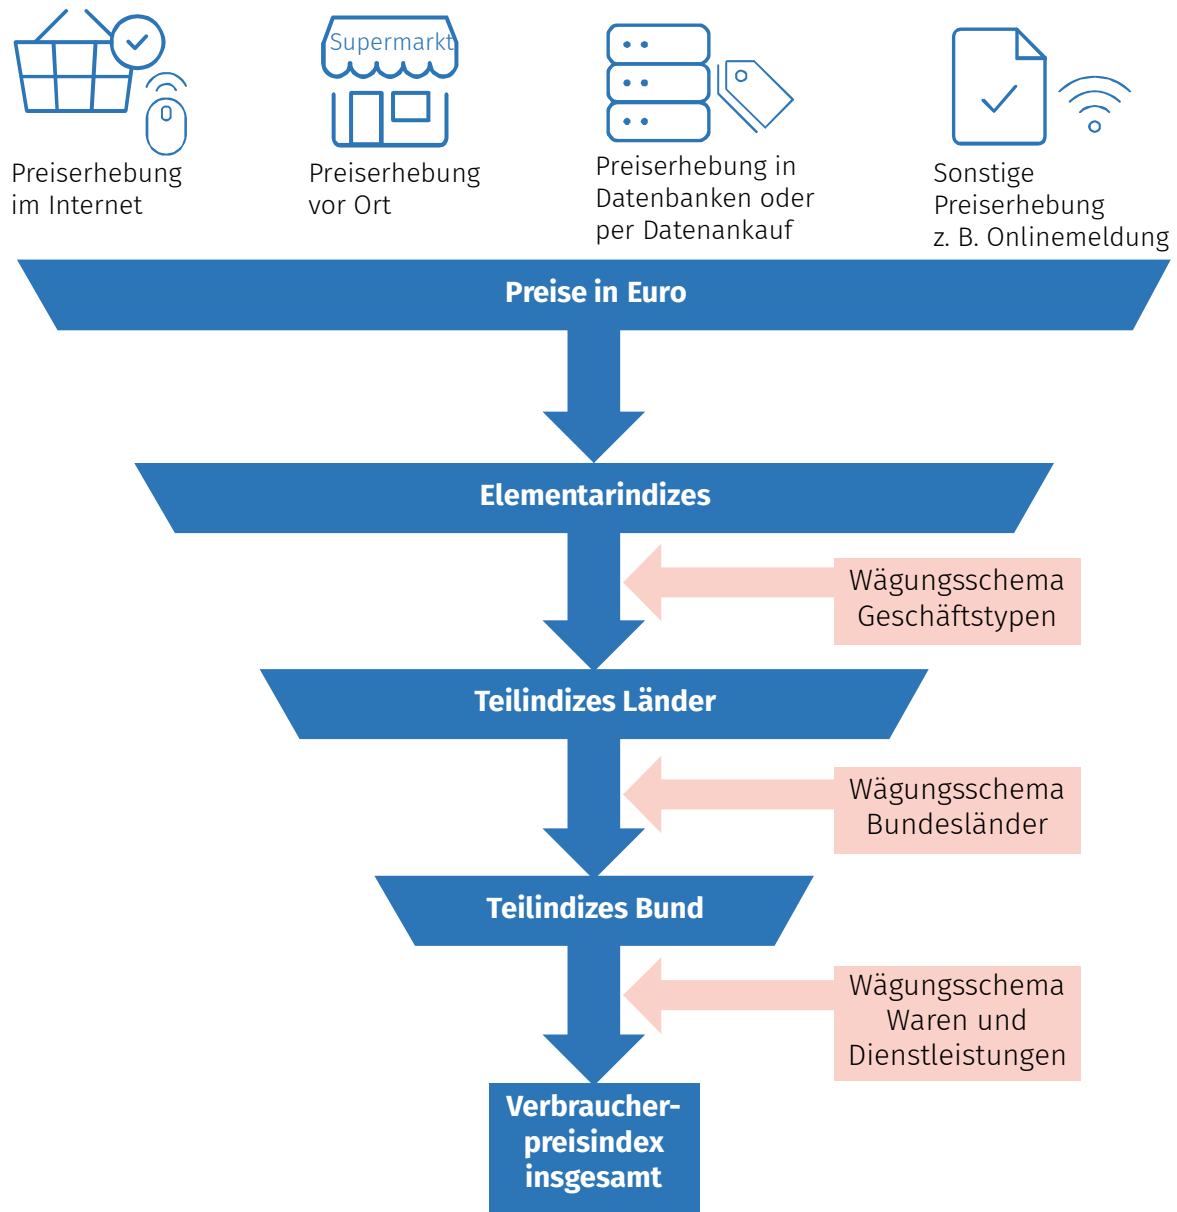 Supermarkt
Preiserhebung
im Internet
Preiserhebung
vor Ort
Preiserhebung in
Datenbanken oder
per Datenankauf
Sonstige
Preiserhebung
z. B. Onlinemeldung
Preise in Euro
Elementarindizes
Wägungsschema
Geschäftstypen
Teilindizes Länder
Wägungsschema
Bundesländer
Teilindizes Bund
Wägungsschema
Waren und
Dienstleistungen
Verbraucher-
preisindex
insgesamt